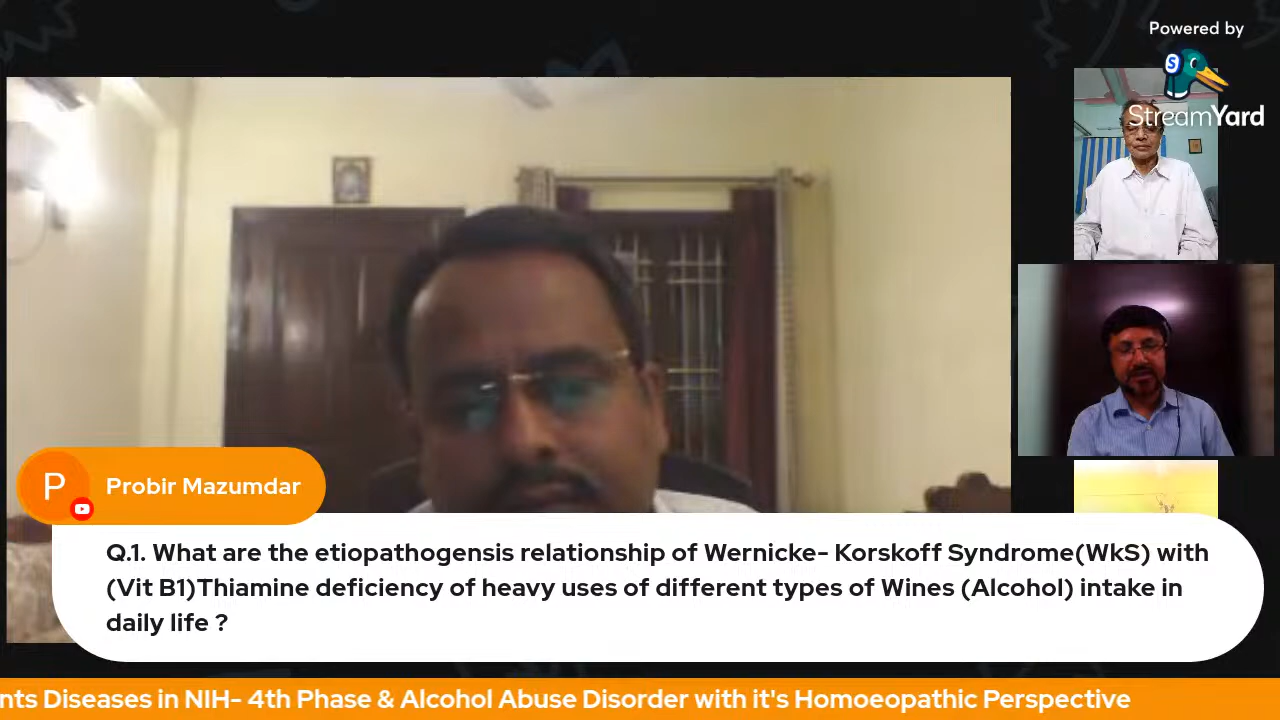 Powered by
StreamYard
P
Probir Mazumdar
Q.1. What are the etiopathogensis relationship of Wernicke- Korskoff Syndrome(WkS) with
(Vit B1)Thiamine deficiency of heavy uses of different types of Wines (Alcohol) intake in
daily life ?
nts Diseases in NIH- 4th Phase & Alcohol Abuse Disorder with it's Homoeopathic Perspective